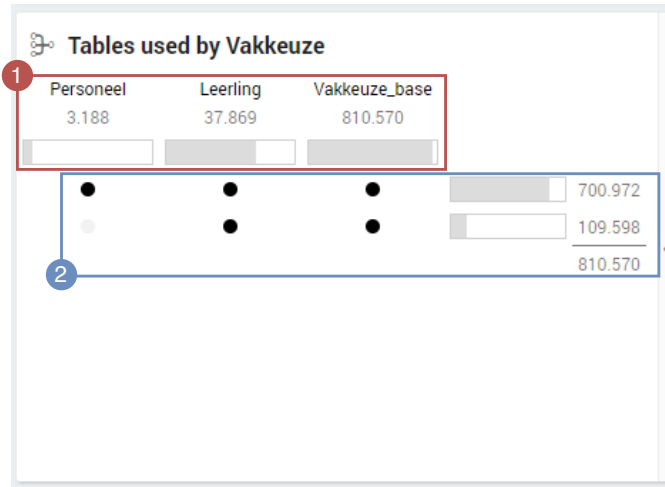 Tables used by Vakkeuze
1
Personeel Leerling Vakkeuze_base
3.188 37.869 810.570
700.972
109.598
2
810.570